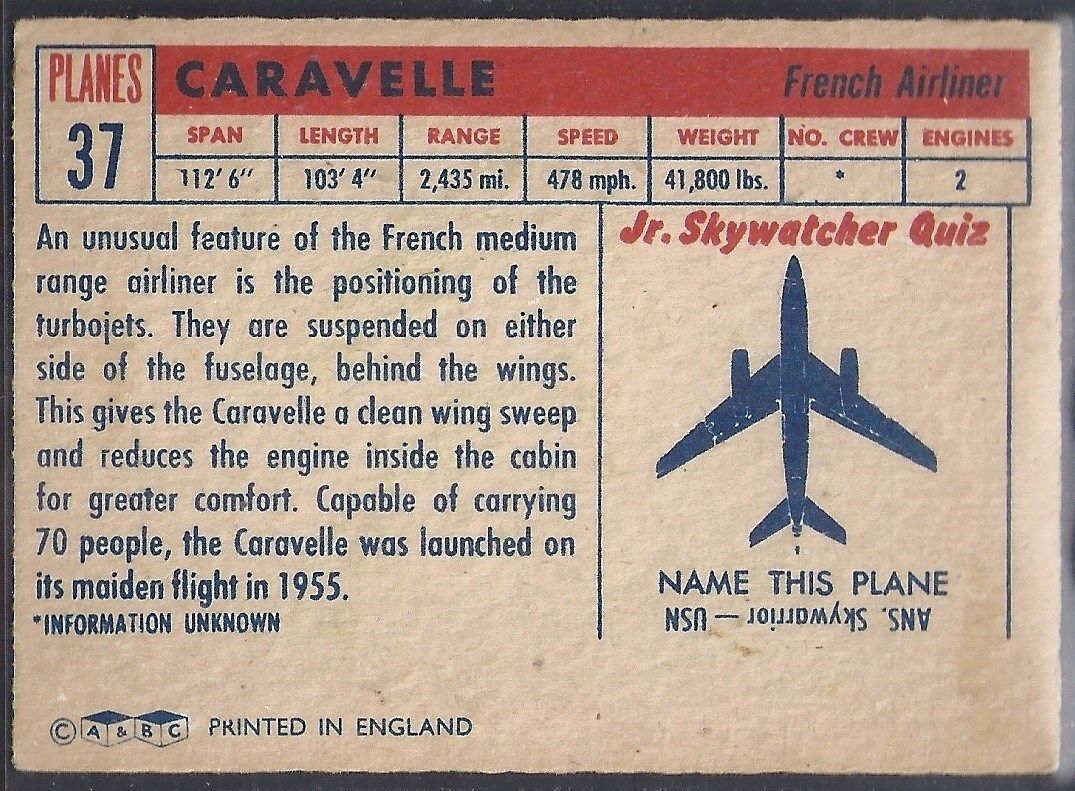 PLANES
37
CARAVELLE French Airliner
SPAN LENGTH RANGE SPEED WEIGHT NO. CREW ENGINES
112' 6" 103' 4" 2,435 mi. 478 mph. 41,800 lbs. * 2
An unusual feature of the French medium
range airliner is the positioning of the
turbojets. They are suspended on either
side of the fuselage, behind the wings.
This gives the Caravelle a clean wing sweep
and reduces the engine inside the cabin
for greater comfort. Capable of carrying
70 people, the Caravelle was launched on
its maiden flight in 1955.
*INFORMATION UNKNOWN
Jr. Skywatcher Quiz
NAME THIS PLANE
ANS. Skywarrior — USN
© A & B C PRINTED IN ENGLAND